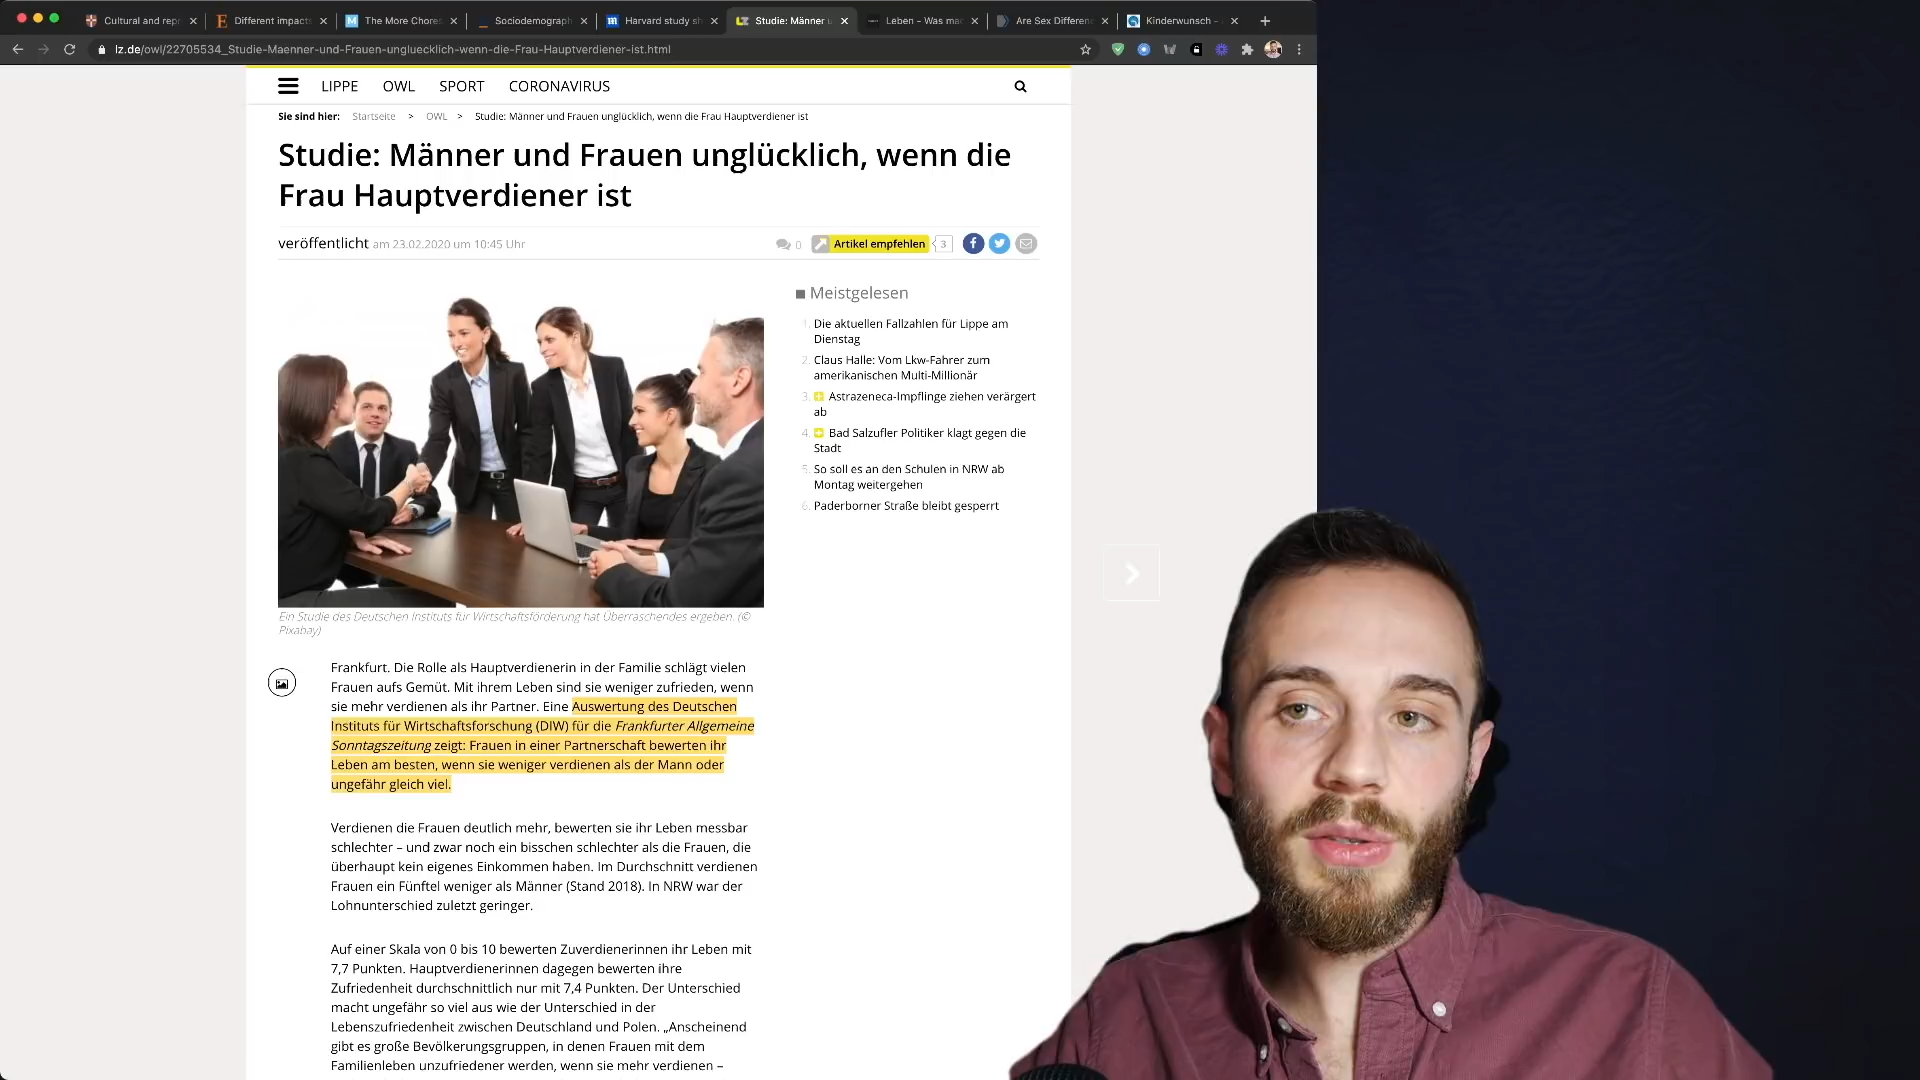 Cultural and repr
Different impacts
The More Chores
Sociodemograph
Harvard study sh
Studie: Männer u
Leben - Was mar
Are Sex Differenc
Kinderwunsch -
lz.de/owl/22705534_Studie-Maenner-und-Frauen-ungluecklich-wenn-die-Frau-Hauptverdiener-ist.html
LIPPE OWL SPORT CORONAVIRUS
Sie sind hier: Startseite > OWL > Studie: Männer und Frauen unglücklich, wenn die Frau Hauptverdiener ist
Studie: Männer und Frauen unglücklich, wenn die
Frau Hauptverdiener ist
veröffentlicht am 23.02.2020 um 10:45 Uhr
0 Artikel empfehlen 3
Meistgelesen
1. Die aktuellen Fallzahlen für Lippe am
Dienstag
2. Claus Halle: Vom Lkw-Fahrer zum
amerikanischen Multi-Millionär
3. Astrazeneca-Impflinge ziehen verärgert
ab
4. Bad Salzufler Politiker klagt gegen die
Stadt
5. So soll es an den Schulen in NRW ab
Montag weitergehen
6. Paderborner Straße bleibt gesperrt
Ein Studie des Deutschen Instituts für Wirtschaftsförderung hat Überraschendes ergeben. (©
Pixabay)
Frankfurt. Die Rolle als Hauptverdienerin in der Familie schlägt vielen
Frauen aufs Gemüt. Mit ihrem Leben sind sie weniger zufrieden, wenn
sie mehr verdienen als ihr Partner. Eine Auswertung des Deutschen
Instituts für Wirtschaftsforschung (DIW) für die Frankfurter Allgemeine
Sonntagszeitung zeigt: Frauen in einer Partnerschaft bewerten ihr
Leben am besten, wenn sie weniger verdienen als der Mann oder
ungefähr gleich viel.
Verdienen die Frauen deutlich mehr, bewerten sie ihr Leben messbar
schlechter – und zwar noch ein bisschen schlechter als die Frauen, die
überhaupt kein eigenes Einkommen haben. Im Durchschnitt verdienen
Frauen ein Fünftel weniger als Männer (Stand 2018). In NRW war der
Lohnunterschied zuletzt geringer.
Auf einer Skala von 0 bis 10 bewerten Zuverdienerinnen ihr Leben mit
7,7 Punkten. Hauptverdienerinnen dagegen bewerten ihre
Zufriedenheit durchschnittlich nur mit 7,4 Punkten. Der Unterschied
macht ungefähr so viel aus wie der Unterschied in der
Lebenszufriedenheit zwischen Deutschland und Polen. „Anscheinend
gibt es große Bevölkerungsgruppen, in denen Frauen mit dem
Familienleben unzufriedener werden, wenn sie mehr verdienen –